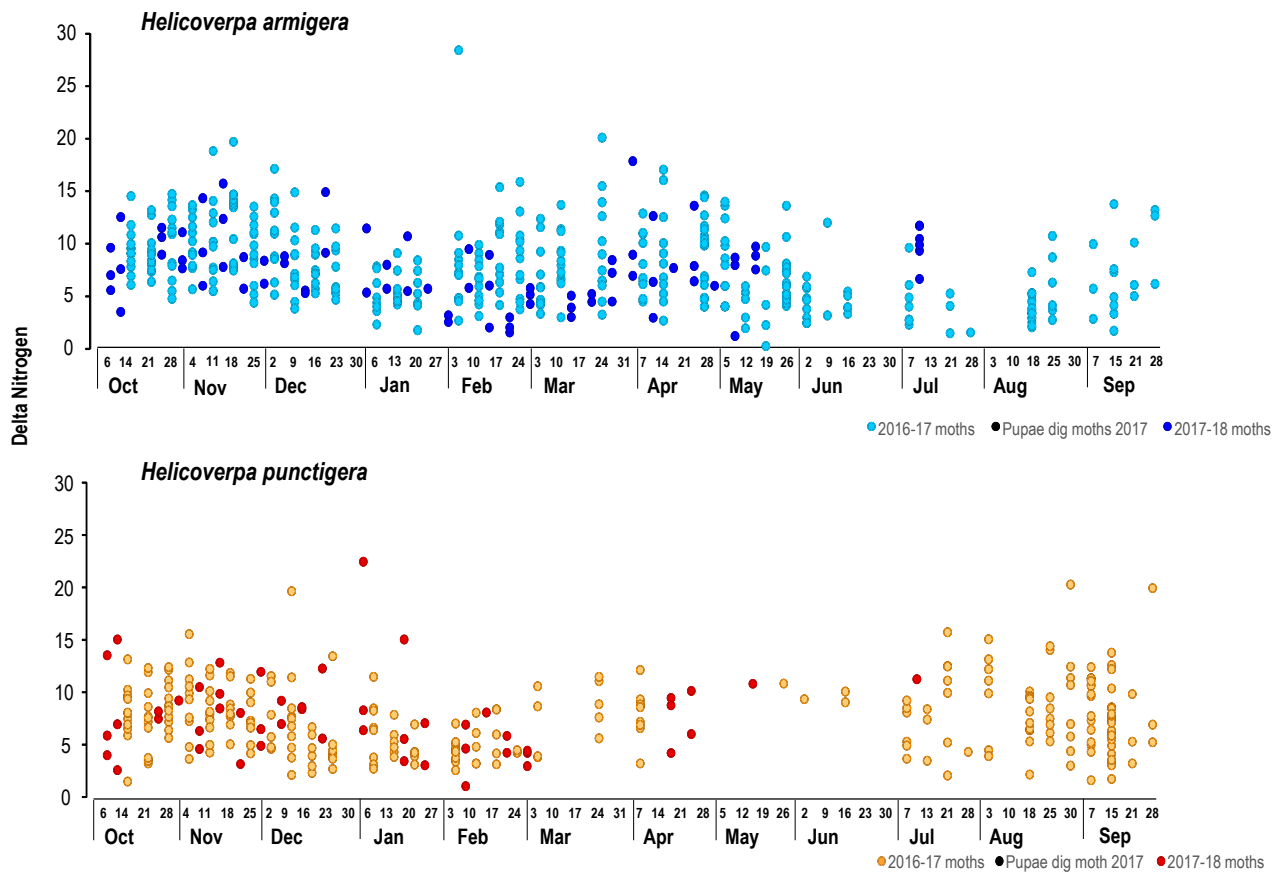 Helicoverpa armigera
30
25
20
15
10
5
0
6 14 21 28 4 11 18 25 2 9 16 23 30 6 13 20 27 3 10 17 24 3 10 17 24 31 7 14 21 28 5 12 19 26 2 9 16 23 30 7 13 21 28 3 10 18 25 30 7 15 21 28
Oct Nov Dec Jan Feb Mar Apr May Jun Jul Aug Sep
Delta Nitrogen
2016-17 moths Pupae dig moths 2017 2017-18 moths
Helicoverpa punctigera
30
25
20
15
10
5
0
6 14 21 28 4 11 18 25 2 9 16 23 30 6 13 20 27 3 10 17 24 3 10 17 24 31 7 14 21 28 5 12 19 26 2 9 16 23 30 7 13 21 28 3 10 18 25 30 7 15 21 28
Oct Nov Dec Jan Feb Mar Apr May Jun Jul Aug Sep
2016-17 moths Pupae dig moth 2017 2017-18 moths